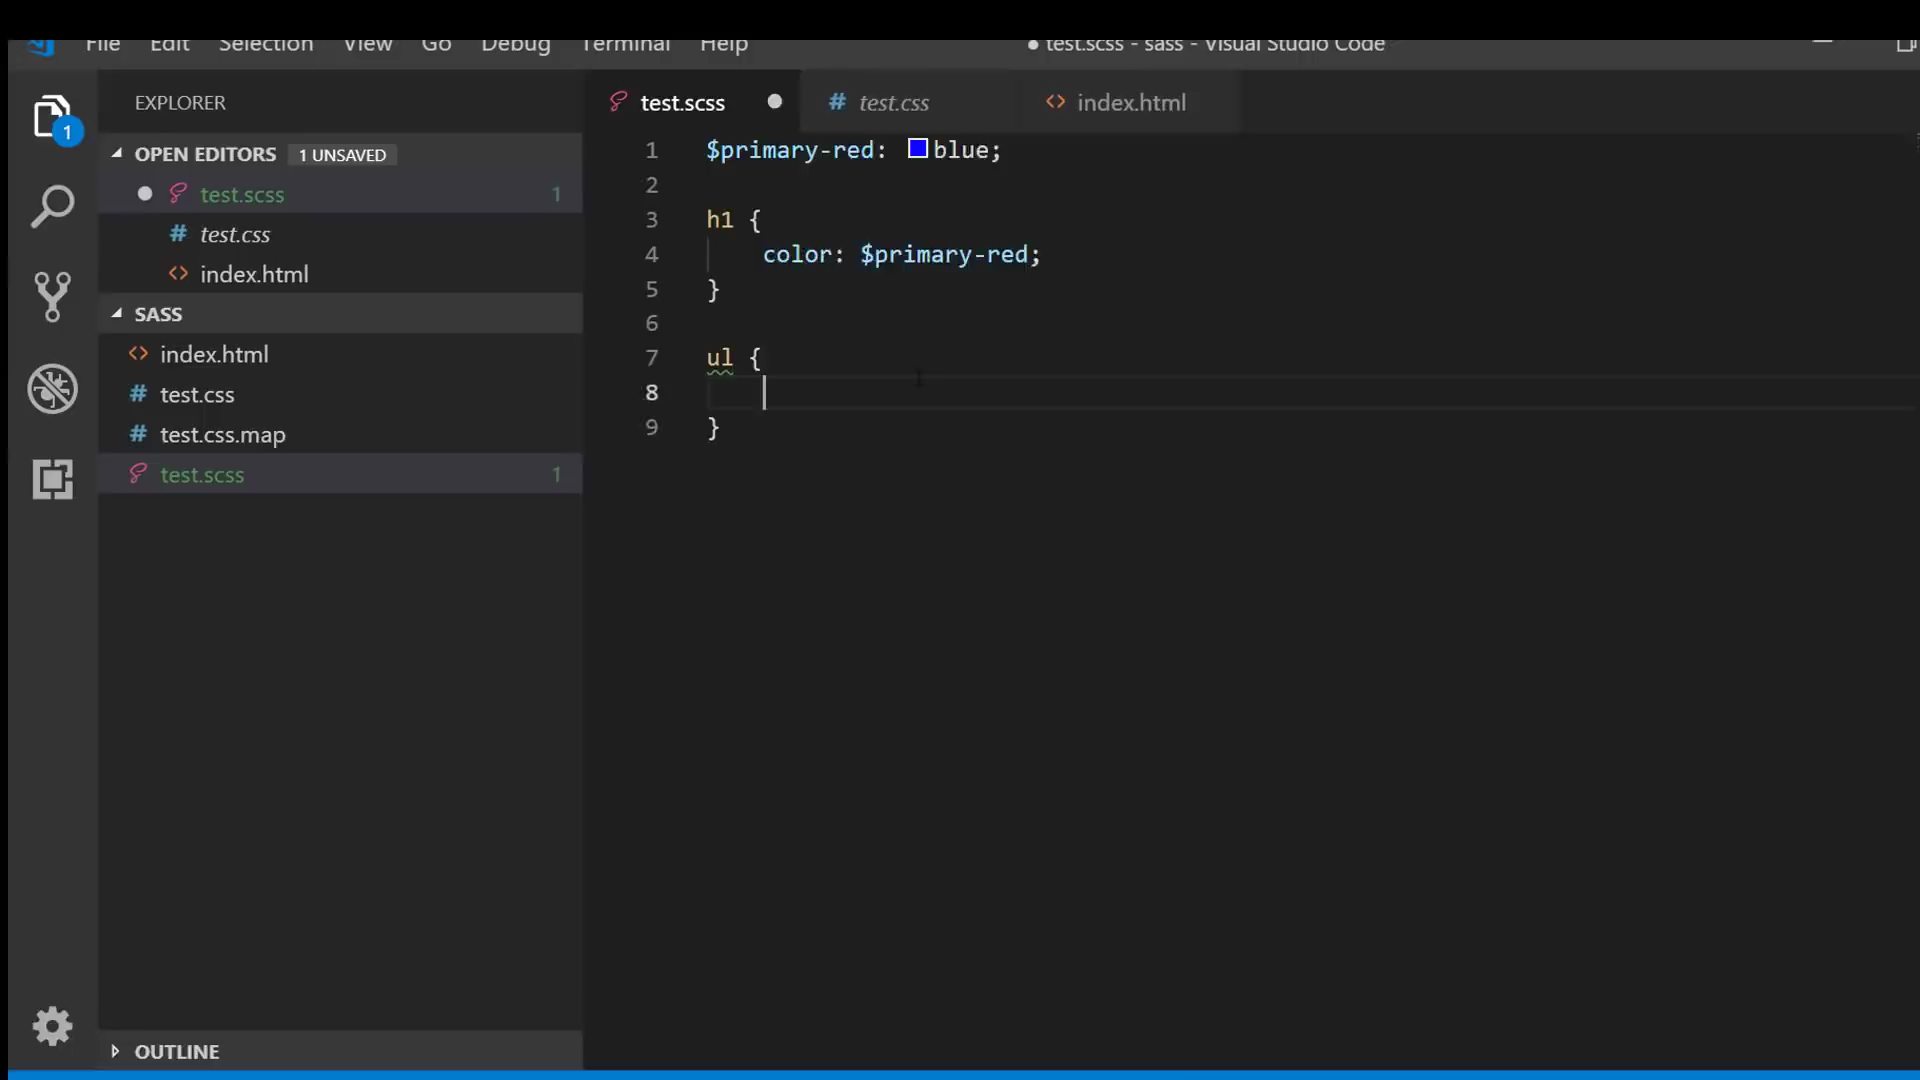 File Edit Selection View Go Debug Terminal Help ● test.scss - sass - Visual Studio Code
EXPLORER
1
OPEN EDITORS 1 UNSAVED
test.scss 1
test.css
index.html
SASS
index.html
test.css
test.css.map
test.scss 1
OUTLINE
test.scss test.css index.html
1 $primary-red: blue;
2
3 h1 {
4 color: $primary-red;
5 }
6
7 ul {
8
9 }